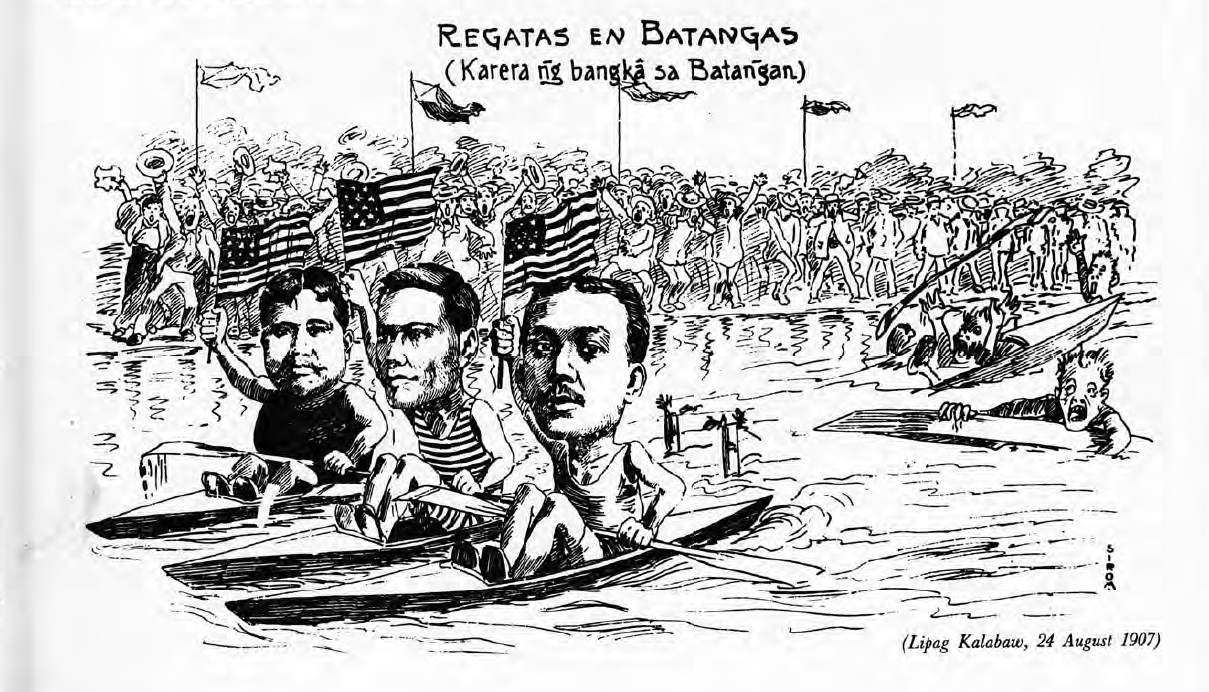 REGATAS EN BATANGAS
(Karera n͠g bangkâ sa Batan͠gan.)
SIROA
(Lipag Kalabaw, 24 August 1907)